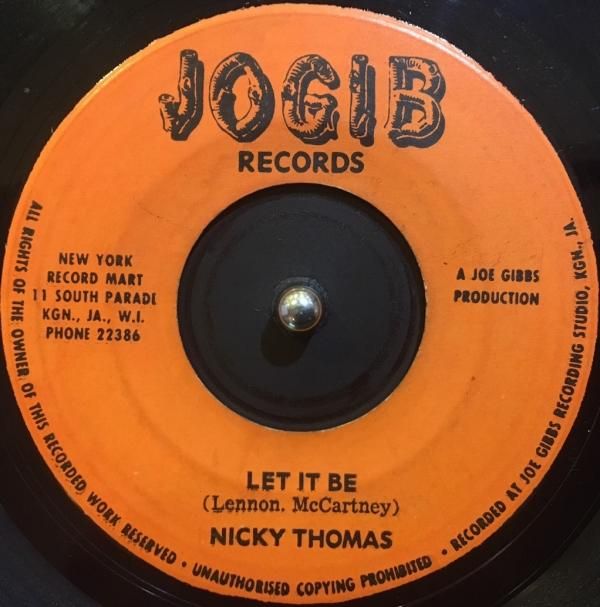 JOGIB
RECORDS
NEW YORK
RECORD MART
11 SOUTH PARADE
KGN., JA., W.I.
PHONE 22386
A JOE GIBBS
PRODUCTION
LET IT BE
(Lennon. McCartney)
NICKY THOMAS
ALL RIGHTS OF THE OWNER OF THIS RECORDED WORK RESERVED • UNAUTHORISED COPYING PROHIBITED • RECORDED AT JOE GIBBS RECORDING STUDIO, KGN., JA.